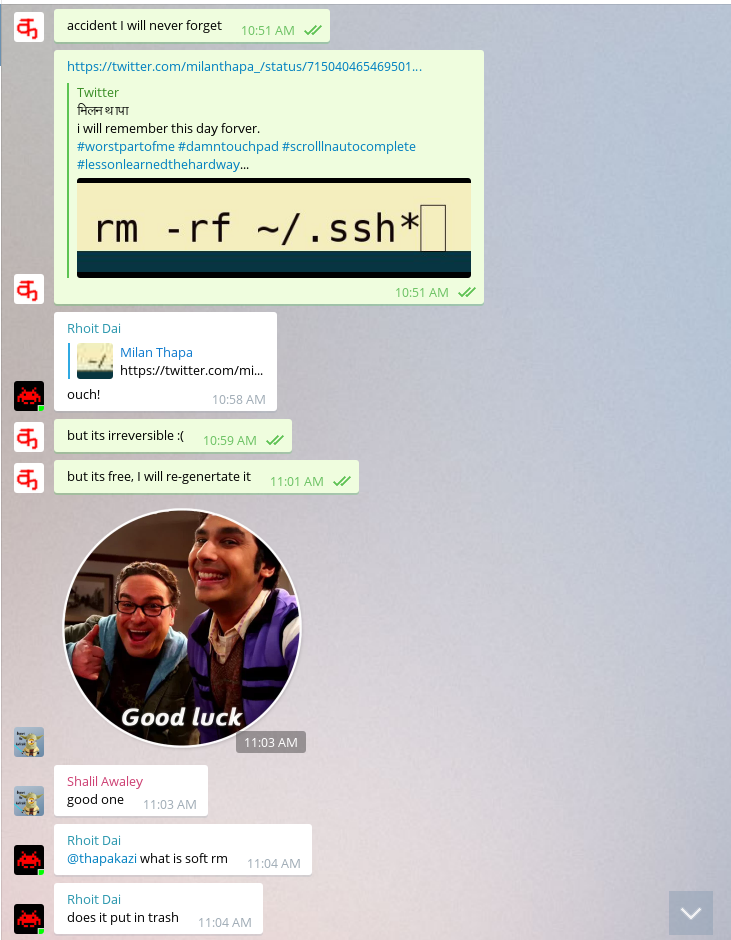 accident I will never forget 10:51 AM
https://twitter.com/milanthapa_/status/715040465469501...
Twitter
मिलन थापा
i will remember this day forver.
#worstpartofme #damntouchpad #scrolllnautocomplete
#lessonlearnedthehardway...
rm -rf ~/.ssh*
10:51 AM
Rhoit Dai
Milan Thapa
https://twitter.com/mi...
ouch! 10:58 AM
but its irreversible :( 10:59 AM
but its free, I will re-genertate it 11:01 AM
Good luck
11:03 AM
Shalil Awaley
good one 11:03 AM
Rhoit Dai
@thapakazi what is soft rm 11:04 AM
Rhoit Dai
does it put in trash 11:04 AM